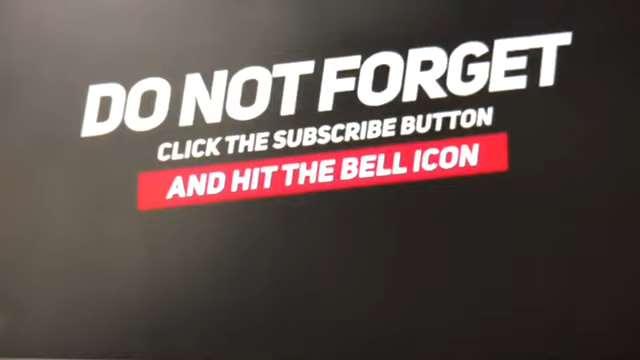 DO NOT FORGET
CLICK THE SUBSCRIBE BUTTON
AND HIT THE BELL ICON